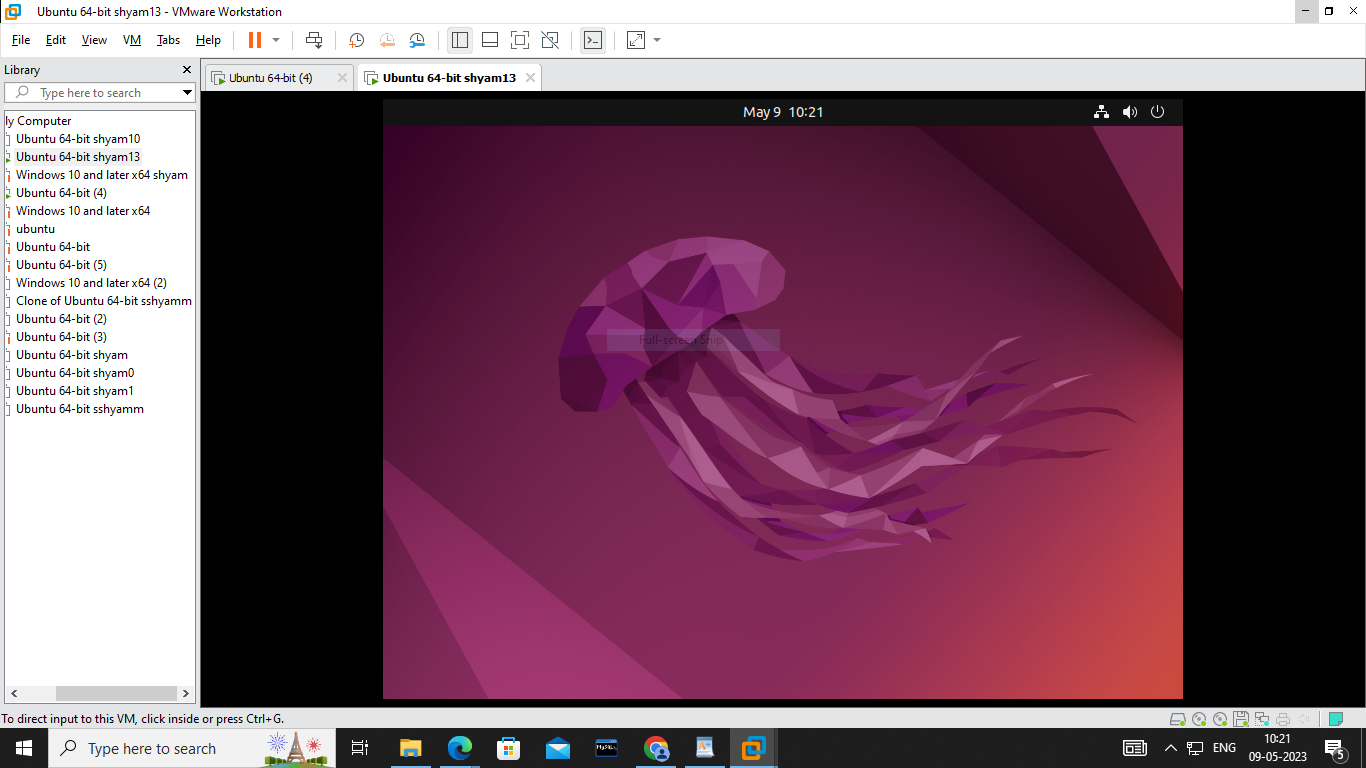 Ubuntu 64-bit shyam13 - VMware Workstation
File Edit View VM Tabs Help
Library
Type here to search
Ubuntu 64-bit (4)
Ubuntu 64-bit shyam13
May 9 10:21
ly Computer
Ubuntu 64-bit shyam10
Ubuntu 64-bit shyam13
Windows 10 and later x64 shyam
Ubuntu 64-bit (4)
Windows 10 and later x64
ubuntu
Ubuntu 64-bit
Ubuntu 64-bit (5)
Windows 10 and later x64 (2)
Clone of Ubuntu 64-bit sshyamm
Ubuntu 64-bit (2)
Ubuntu 64-bit (3)
Ubuntu 64-bit shyam
Ubuntu 64-bit shyam0
Ubuntu 64-bit shyam1
Ubuntu 64-bit sshyamm
Full-screen Snip
To direct input to this VM, click inside or press Ctrl+G.
Type here to search
MySQL
ENG
10:21
09-05-2023
5